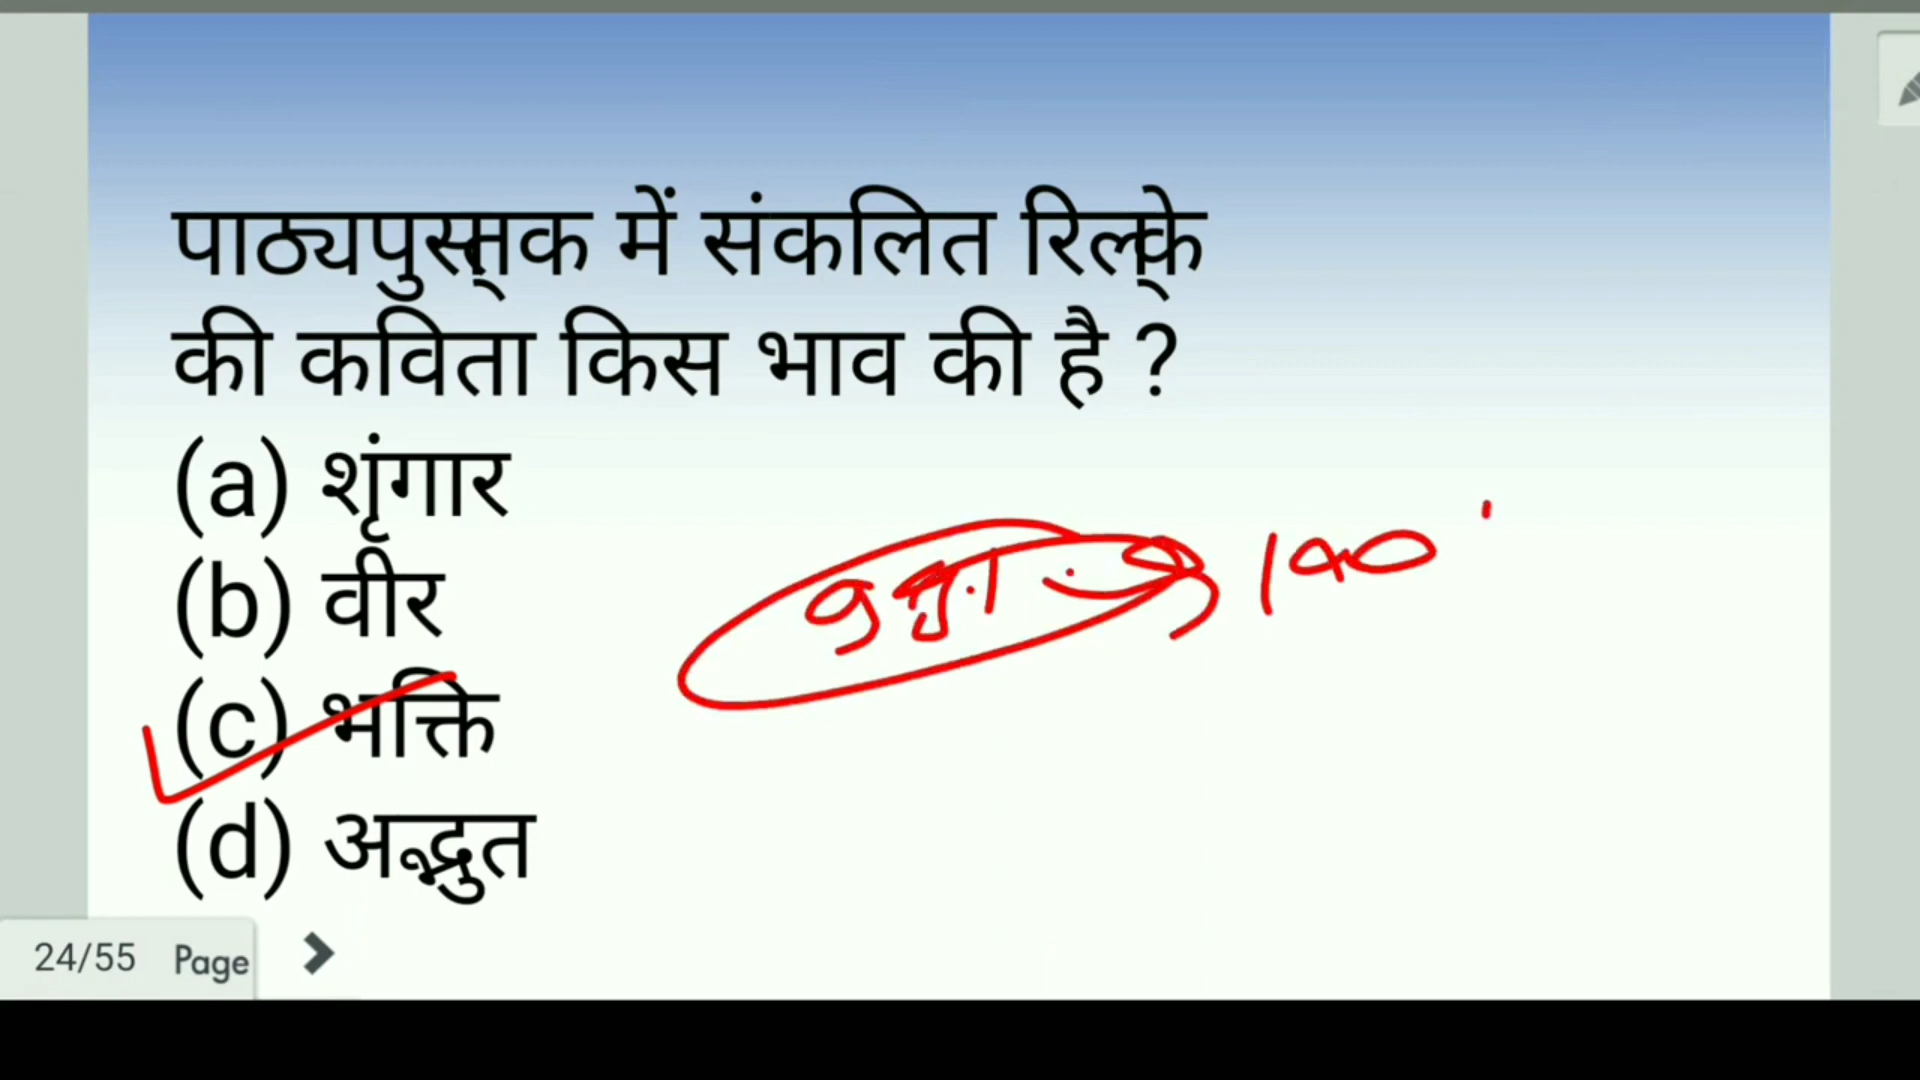 पाठ्यपुस्तक में संकलित रिल्के
की कविता किस भाव की है ?
(a) शृंगार
(b) वीर
(c) भक्ति
(d) अद्भुत
24/55 Page